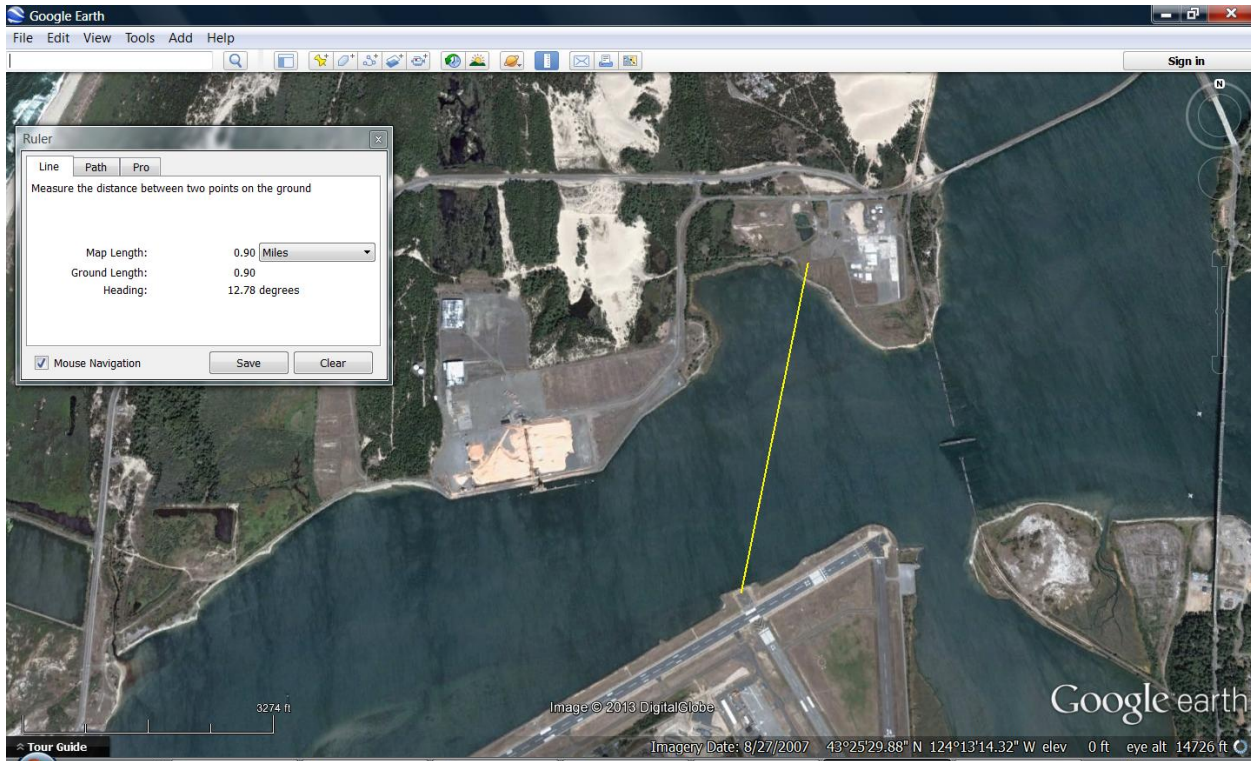 Google Earth
File Edit View Tools Add Help
Sign in
N
Ruler
Line Path Pro
Measure the distance between two points on the ground
Map Length: 0.90 Miles
Ground Length: 0.90
Heading: 12.78 degrees
Mouse Navigation Save Clear
3274 ft
Image © 2013 DigitalGlobe
Google earth
Tour Guide
Imagery Date: 8/27/2007 43°25'29.88" N 124°13'14.32" W elev 0 ft eye alt 14726 ft